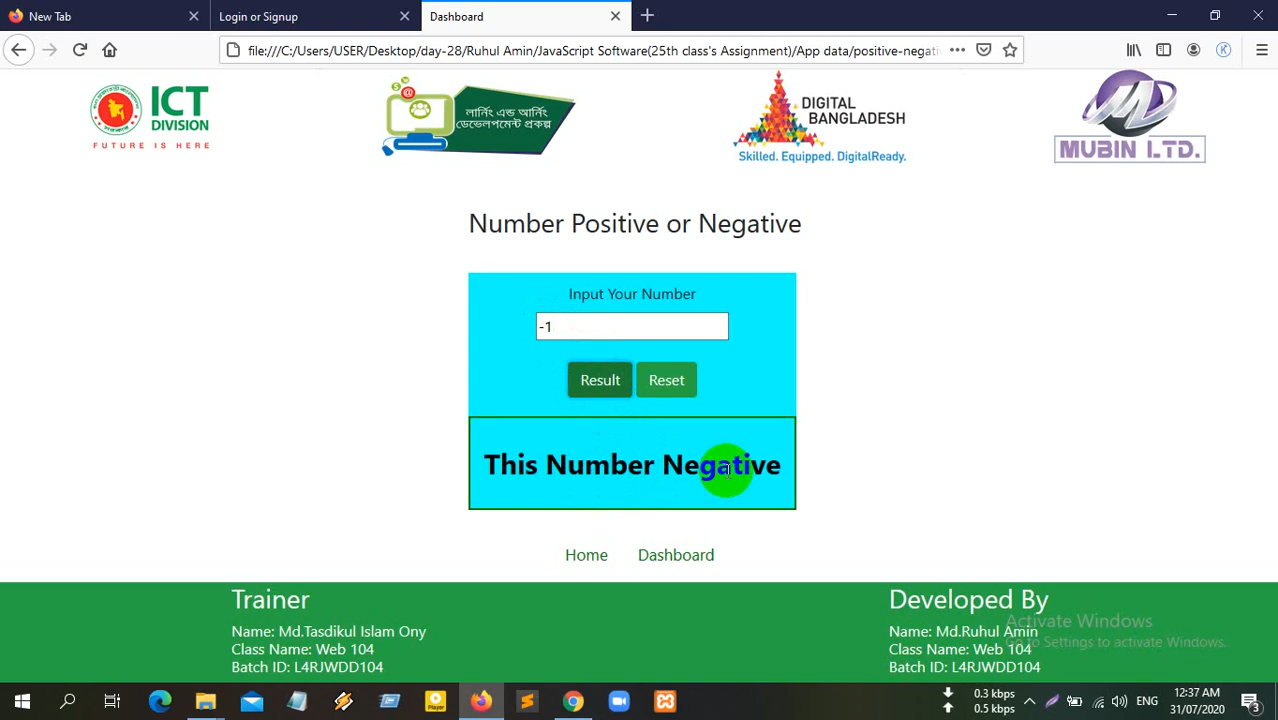 New Tab
Login or Signup
Dashboard
file:///C:/Users/USER/Desktop/day-28/Ruhul Amin/JavaScript Software(25th class's Assignment)/App data/positive-negati
ICT
DIVISION
FUTURE IS HERE
লার্নিং এন্ড আর্নিং
ডেভেলপমেন্ট প্রকল্প
DIGITAL
BANGLADESH
Skilled. Equipped. DigitalReady.
MUBIN LTD.
Number Positive or Negative
Input Your Number
-1
Result
Reset
This Number Negative
Home
Dashboard
Trainer
Name: Md.Tasdikul Islam Ony
Class Name: Web 104
Batch ID: L4RJWDD104
Developed By
Name: Md.Ruhul Amin
Class Name: Web 104
Batch ID: L4RJWDD104
Activate Windows
Go to Settings to activate Windows.
Player
0.3 kbps
0.5 kbps
ENG
12:37 AM
31/07/2020
3